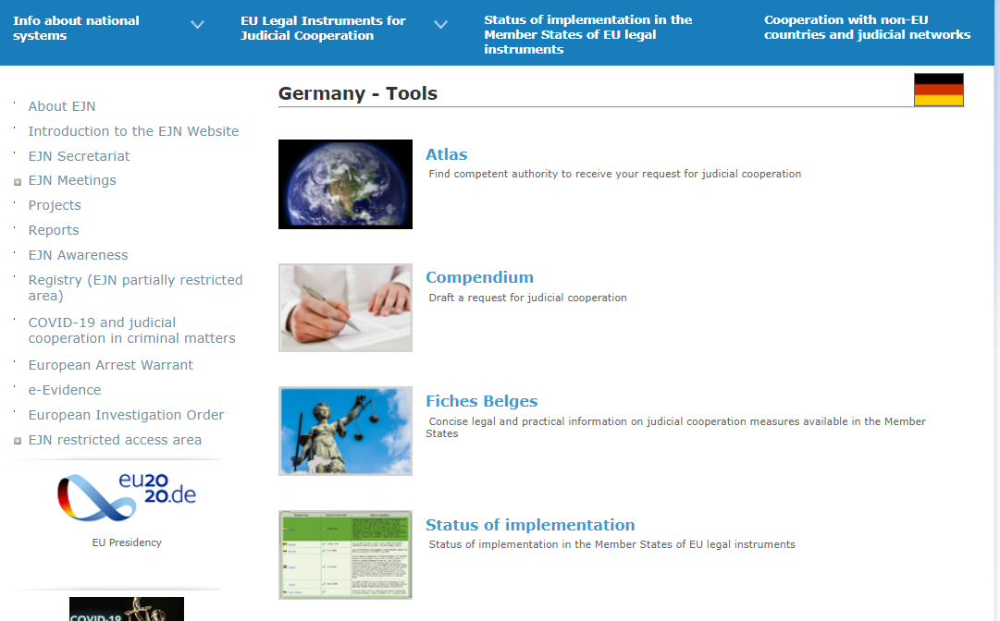 Info about national
systems
EU Legal Instruments for
Judicial Cooperation
Status of implementation in the
Member States of EU legal
instruments
Cooperation with non-EU
countries and judicial networks
About EJN
Introduction to the EJN Website
EJN Secretariat
EJN Meetings
Projects
Reports
EJN Awareness
Registry (EJN partially restricted
area)
COVID-19 and judicial
cooperation in criminal matters
European Arrest Warrant
e-Evidence
European Investigation Order
EJN restricted access area
eu20
20.de
EU Presidency
COVID-19
Germany - Tools
Atlas
Find competent authority to receive your request for judicial cooperation
Compendium
Draft a request for judicial cooperation
Fiches Belges
Concise legal and practical information on judicial cooperation measures available in the Member
States
Status of implementation
Status of implementation in the Member States of EU legal instruments